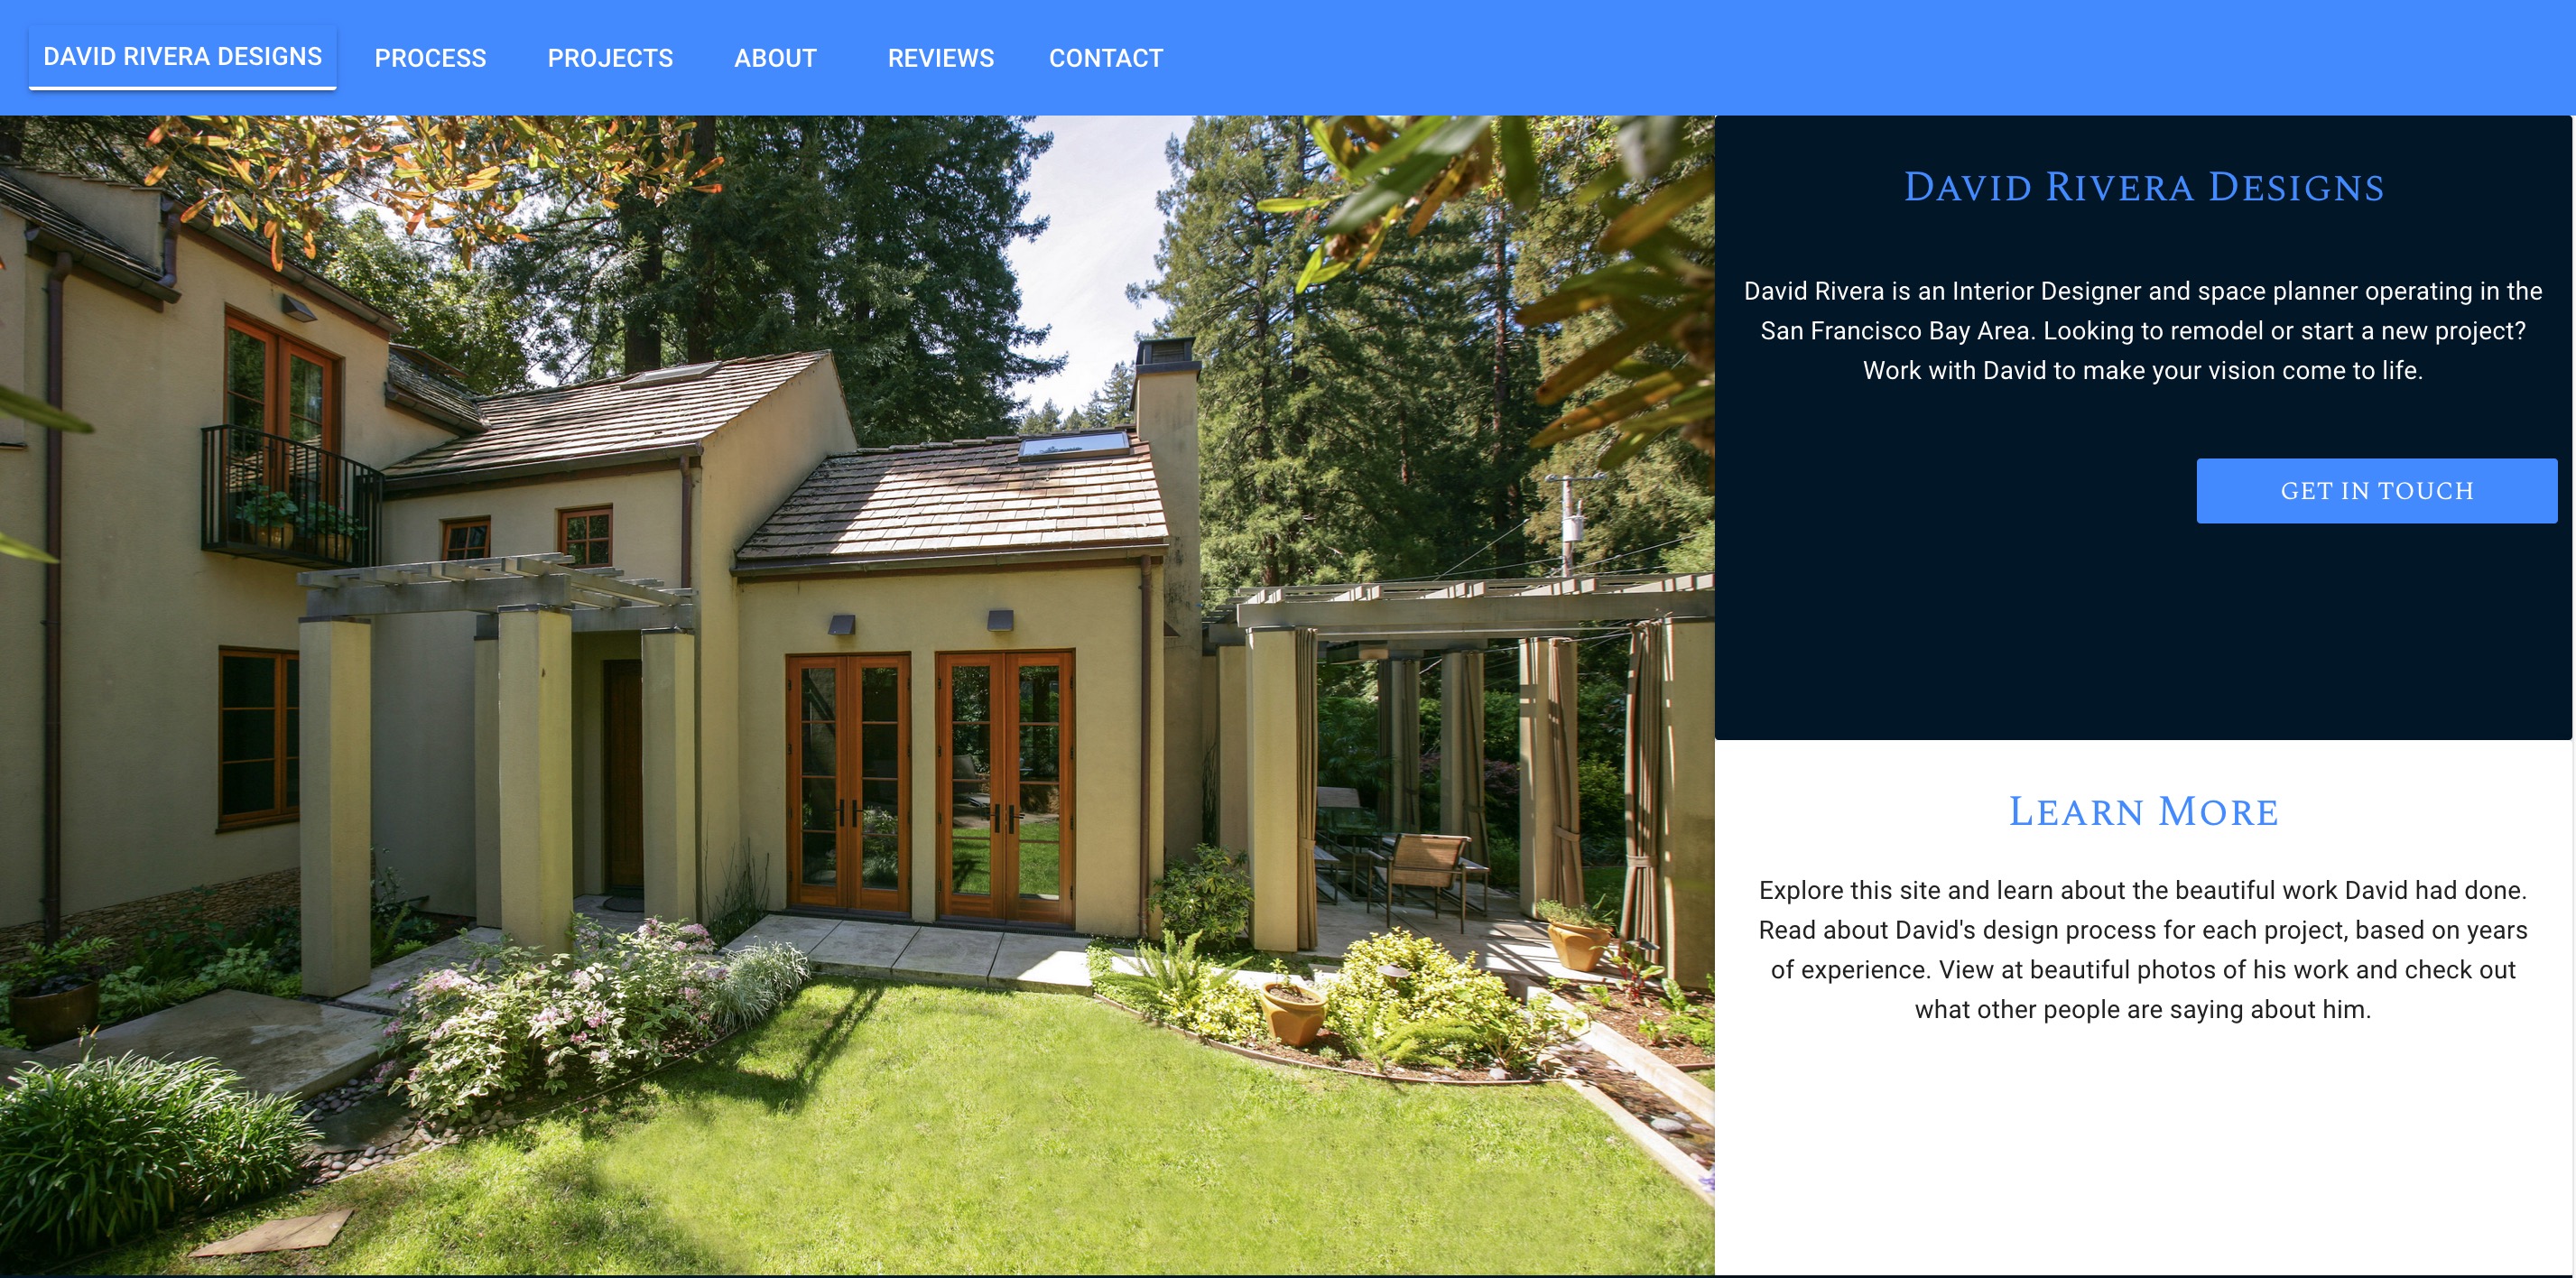 DAVID RIVERA DESIGNS PROCESS PROJECTS ABOUT REVIEWS CONTACT
David Rivera Designs
David Rivera is an Interior Designer and space planner operating in the
San Francisco Bay Area. Looking to remodel or start a new project?
Work with David to make your vision come to life.
GET IN TOUCH
Learn More
Explore this site and learn about the beautiful work David had done.
Read about David's design process for each project, based on years
of experience. View at beautiful photos of his work and check out
what other people are saying about him.